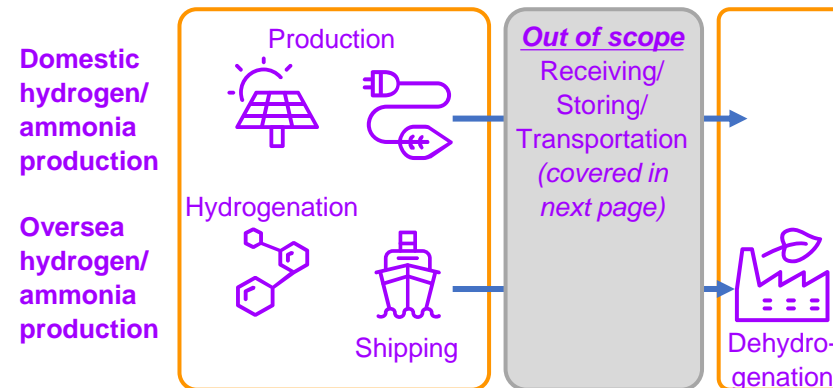 Domestic
hydrogen/
ammonia
production
Oversea
hydrogen/
ammonia
production
Production
Hydrogenation
Shipping
Out of scope
Receiving/
Storing/
Transportation
(covered in
next page)
Dehydro-
genation